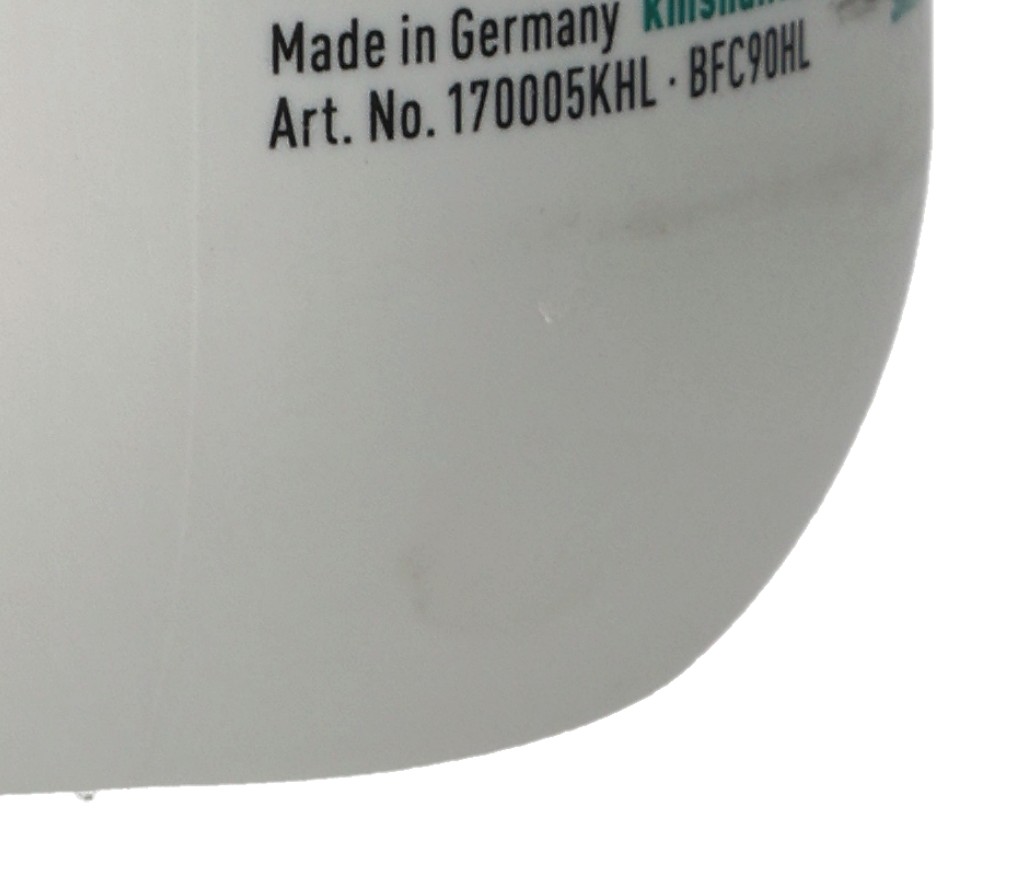 Made in Germany
Art. No. 170005KHL · BFC90HL